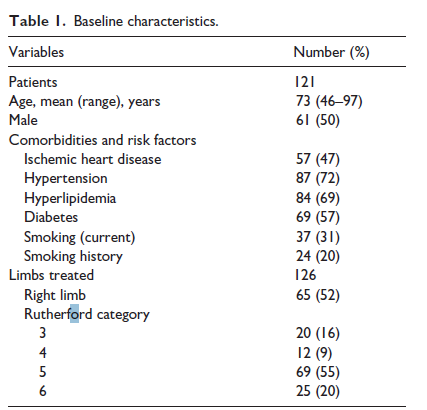 Table 1. Baseline characteristics.
Variables Number (%)
Patients 121
Age, mean (range), years 73 (46–97)
Male 61 (50)
Comorbidities and risk factors
Ischemic heart disease 57 (47)
Hypertension 87 (72)
Hyperlipidemia 84 (69)
Diabetes 69 (57)
Smoking (current) 37 (31)
Smoking history 24 (20)
Limbs treated 126
Right limb 65 (52)
Rutherford category
3 20 (16)
4 12 (9)
5 69 (55)
6 25 (20)